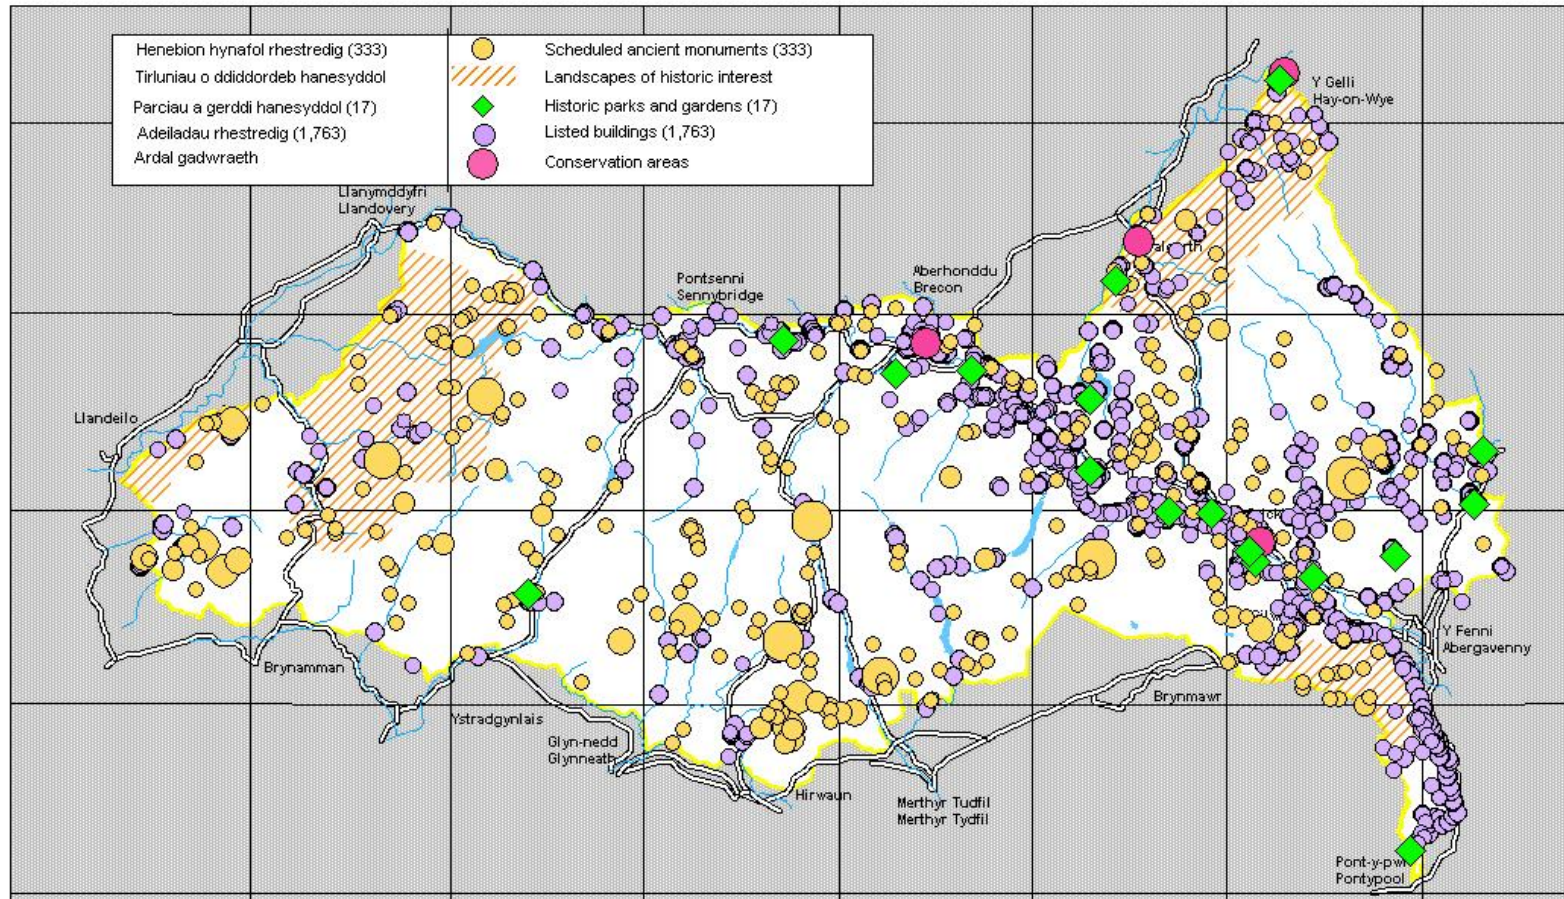 Henebion hynafol rhestredig (333)
Scheduled ancient monuments (333)
Tirluniau o ddiddordeb hanesyddol
Landscapes of historic interest
Parciau a gerddi hanesyddol (17)
Historic parks and gardens (17)
Adeiladau rhestredig (1,763)
Listed buildings (1,763)
Ardal gadwraeth
Conservation areas
Y Gelli
Hay-on-Wye
Llanymddyfri
Llandovery
Pontsenni
Sennybridge
Aberhonddu
Brecon
Llandeilo
Brynamman
Ystradgynlais
Glyn-nedd
Glynneath
Hirwaun
Merthyr Tudfil
Merthyr Tydfil
Brynmawr
Y Fenni
Abergavenny
Pont-y-pwl
Pontypool